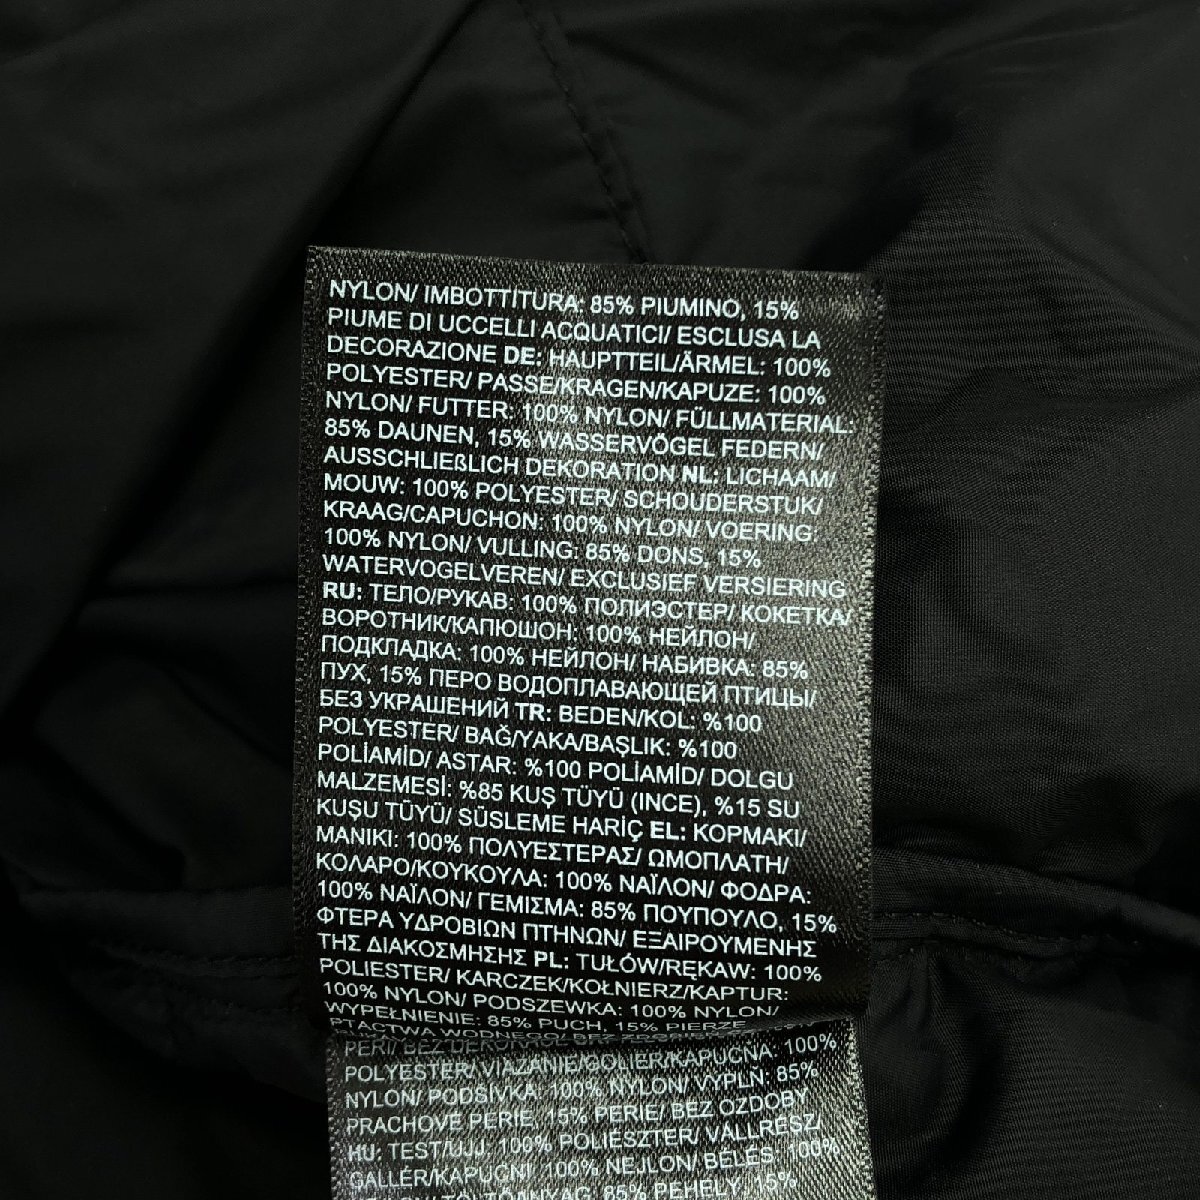 NYLON/ IMBOTTITURA: 85% PIUMINO, 15%
PIUME DI UCCELLI ACQUATICI/ ESCLUSA LA
DECORAZIONE DE: HAUPTTEIL/ÄRMEL: 100%
POLYESTER/ PASSE/KRAGEN/KAPUZE: 100%
NYLON/ FUTTER: 100% NYLON/ FÜLLMATERIAL:
85% DAUNEN, 15% WASSERVÖGEL FEDERN/
AUSSCHLIEßLICH DEKORATION NL: LICHAAM/
MOUW: 100% POLYESTER/ SCHOUDERSTUK/
KRAAG/CAPUCHON: 100% NYLON/ VOERING:
100% NYLON/ VULLING: 85% DONS, 15%
WATERVOGELVEREN/ EXCLUSIEF VERSIERING
RU: ТЕЛО/РУКАВ: 100% ПОЛИЭСТЕР/ КОКЕТКА/
ВОРОТНИК/КАПЮШОН: 100% НЕЙЛОН/
ПОДКЛАДКА: 100% НЕЙЛОН/ НАБИВКА: 85%
ПУХ, 15% ПЕРО ВОДОПЛАВАЮЩЕЙ ПТИЦЫ/
БЕЗ УКРАШЕНИЙ TR: BEDEN/KOL: %100
POLYESTER/ BAĞ/YAKA/BAŞLIK: %100
POLİAMİD/ ASTAR: %100 POLİAMİD/ DOLGU
MALZEMESİ: %85 KUŞ TÜYÜ (INCE), %15 SU
KUŞU TÜYÜ/ SÜSLEME HARİÇ EL: ΚΟΡΜΑΚΙ/
ΜΑΝΙΚΙ: 100% ΠΟΛΥΕΣΤΕΡΑΣ/ ΩΜΟΠΛΑΤΗ/
ΚΟΛΑΡΟ/ΚΟΥΚΟΥΛΑ: 100% ΝΑΪΛΟΝ/ ΦΟΔΡΑ:
100% ΝΑΪΛΟΝ/ ΓΕΜΙΣΜΑ: 85% ΠΟΥΠΟΥΛΟ, 15%
ΦΤΕΡΑ ΥΔΡΟΒΙΩΝ ΠΤΗΝΩΝ/ ΕΞΑΙΡΟΥΜΕΝΗΣ
ΤΗΣ ΔΙΑΚΟΣΜΗΣΗΣ PL: TUŁÓW/RĘKAW: 100%
POLIESTER/ KARCZEK/KOŁNIERZ/KAPTUR:
100% NYLON/ PODSZEWKA: 100% NYLON/
WYPEŁNIENIE: 85% PUCH, 15% PIERZE
PTACTWA WODNEGO/ BEZ
POLYESTER/ VIAZANIE/GOLIER/KAPUCŇA: 100%
NYLON/ PODŠÍVKA: 100% NYLON/ VÝPLŇ: 85%
PRACHOVÉ PERIE, 15% PERIE/ BEZ OZDOBY
HU: TEST/UJJ: 100% POLIÉSZTER/ VÁLLRÉSZ/
GALLÉR/KAPUCNI: 100% NEJLON/ BÉLÉS: 100%
85% PEHELY, 15%